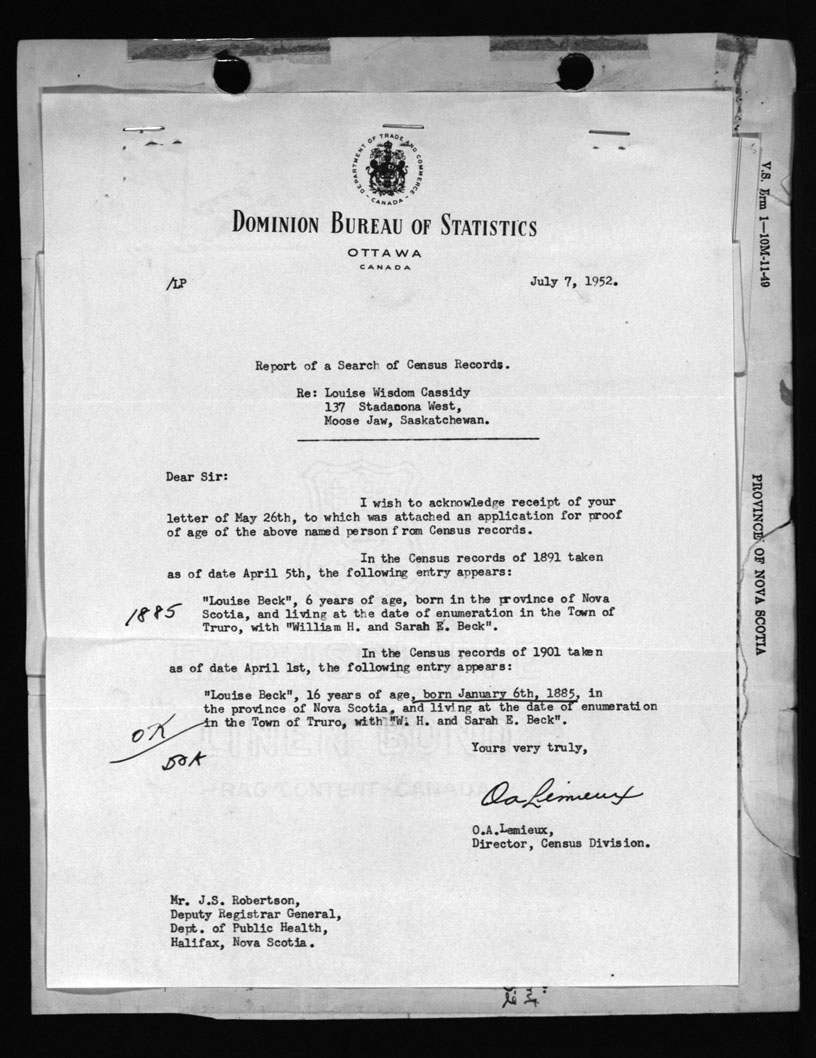 DEPARTMENT OF TRADE AND COMMERCE
- CANADA -
DOMINION BUREAU OF STATISTICS
OTTAWA
CANADA
/LP
July 7, 1952.
Report of a Search of Census Records.
Re: Louise Wisdom Cassidy
137 Stadacona West,
Moose Jaw, Saskatchewan.
Dear Sir:
I wish to acknowledge receipt of your
letter of May 26th, to which was attached an application for proof
of age of the above named person from Census records.
In the Census records of 1891 taken
as of date April 5th, the following entry appears:
"Louise Beck", 6 years of age, born in the province of Nova
1885
Scotia, and living at the date of enumeration in the Town of
Truro, with "William H. and Sarah E. Beck".
In the Census records of 1901 taken
as of date April 1st, the following entry appears:
"Louise Beck", 16 years of age, born January 6th, 1885, in
the province of Nova Scotia, and living at the date of enumeration
in the Town of Truro, with "W. H. and Sarah E. Beck".
OK
Yours very truly,
LINEN BOND
RAG CONTENT - CANADA
O.A.Lemieux
O.A.Lemieux,
Director, Census Division.
Mr. J.S. Robertson,
Deputy Registrar General,
Dept. of Public Health,
Halifax, Nova Scotia.
V.S. Frm 1—10M-11-49
PROVINCE OF NOVA SCOTIA